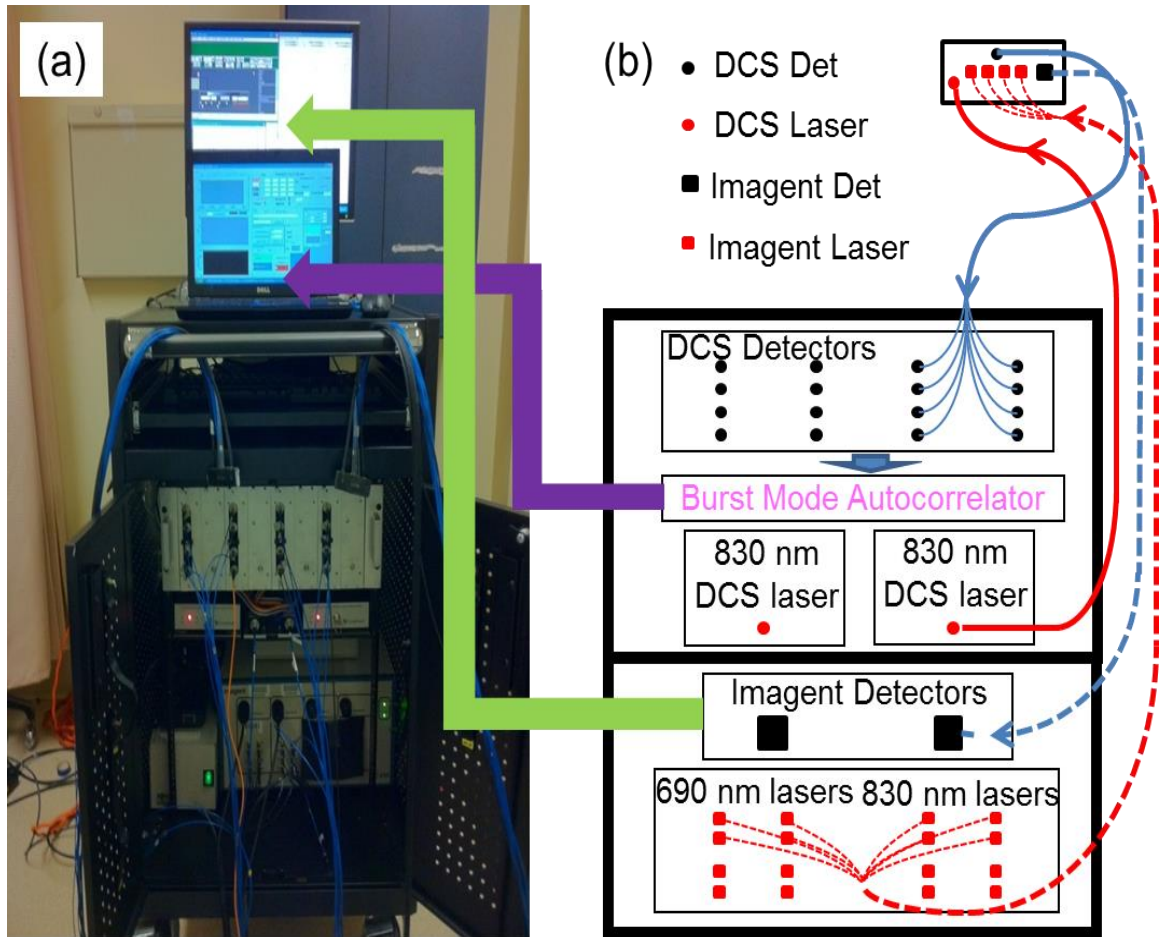 (a)
DELL
(b)
DCS Det
DCS Laser
Imagent Det
Imagent Laser
DCS Detectors
Burst Mode Autocorrelator
830 nm
DCS laser
830 nm
DCS laser
Imagent Detectors
690 nm lasers
830 nm lasers